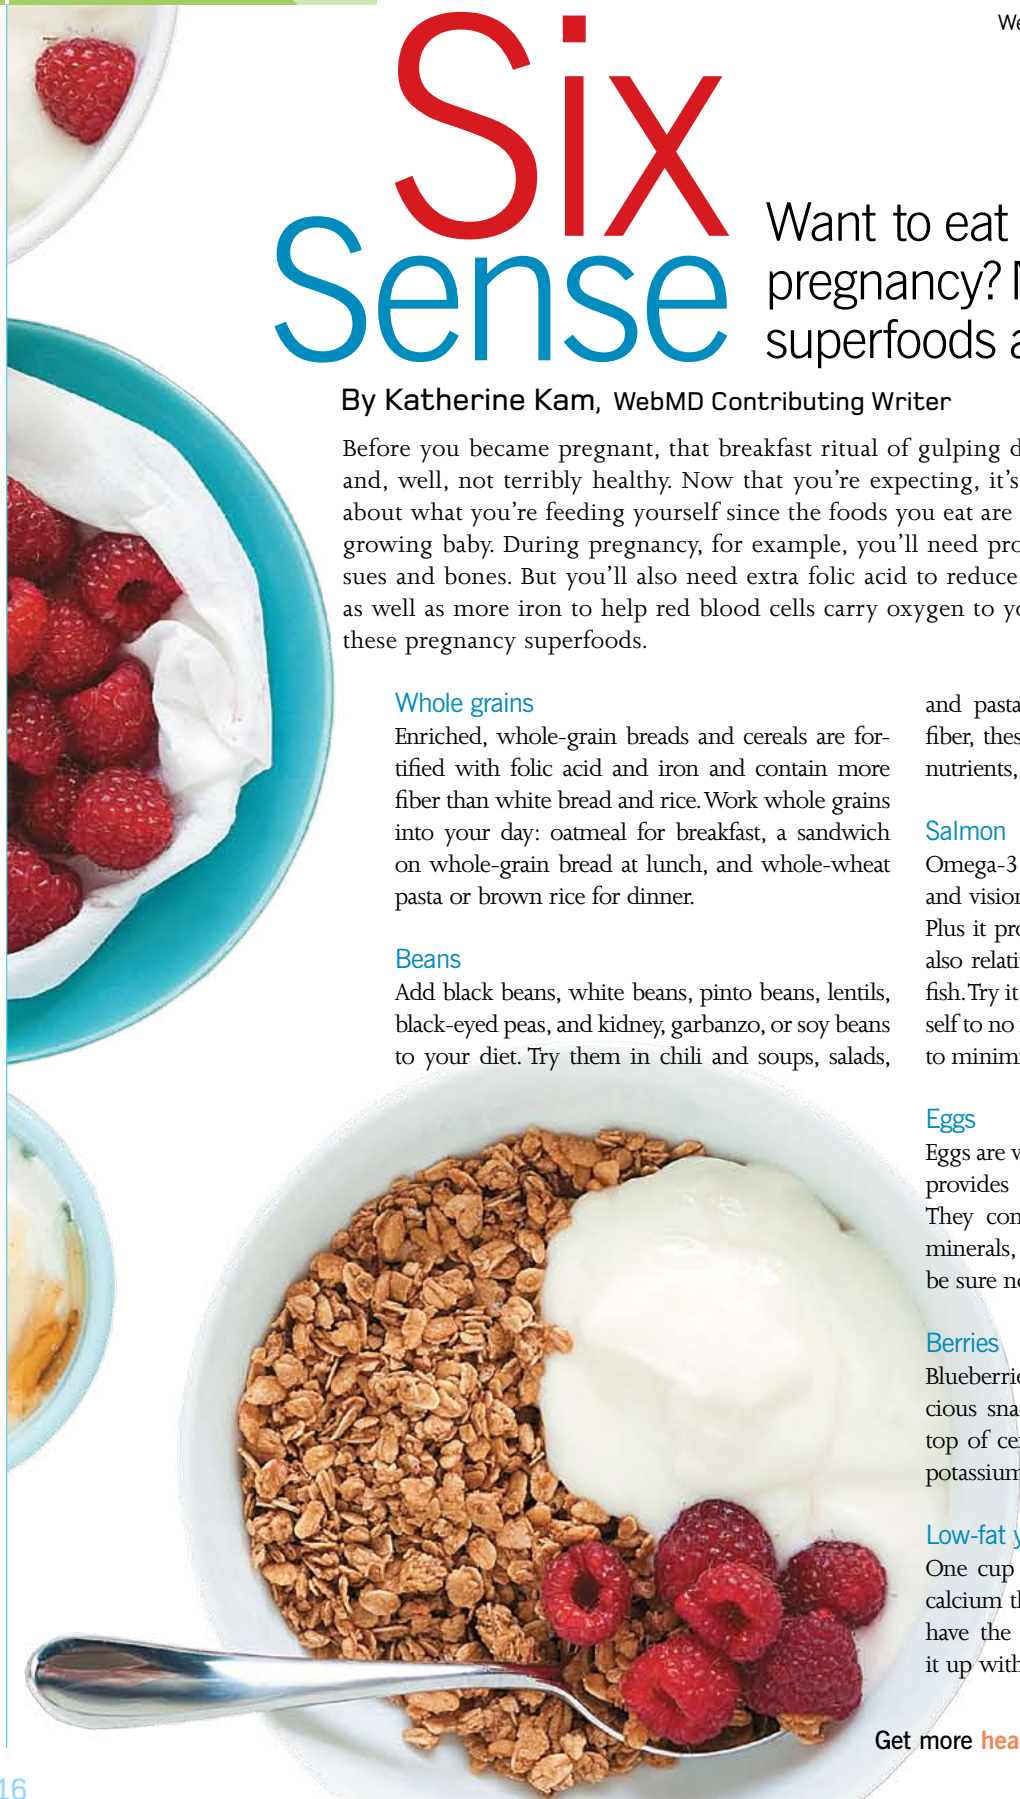 Six
Sense
Want to eat
pregnancy?
superfoods
By Katherine Kam, WebMD Contributing Writer
Before you became pregnant, that breakfast ritual of gulping
and, well, not terribly healthy. Now that you're expecting, it's
about what you're feeding yourself since the foods you eat are
growing baby. During pregnancy, for example, you'll need
sues and bones. But you'll also need extra folic acid to reduce
as well as more iron to help red blood cells carry oxygen to
these pregnancy superfoods.
Whole grains
Enriched, whole-grain breads and cereals are for-
tified with folic acid and iron and contain more
fiber than white bread and rice. Work whole grains
into your day: oatmeal for breakfast, a sandwich
on whole-grain bread at lunch, and whole-wheat
pasta or brown rice for dinner.
Beans
Add black beans, white beans, pinto beans, lentils,
black-eyed peas, and kidney, garbanzo, or soy beans
to your diet. Try them in chili and soups, salads,
and pasta
fiber,
nutrients,
Salmon
Omega-3
and
Plus it
also
fish. Try it
self to no
to
Eggs
Eggs are
provides
They
minerals,
be sure
Berries
cious
top of
Low-fat
One cup
calcium
have the
it up with
Get more
16